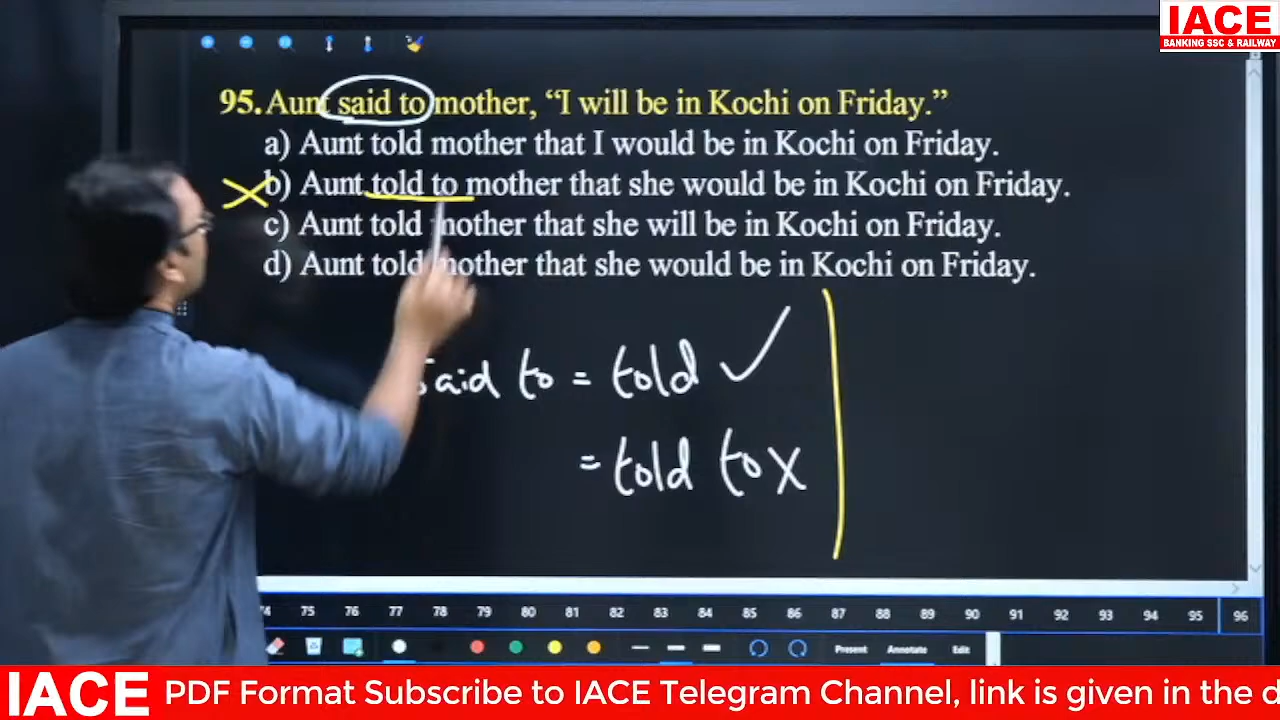 IACE
BANKING SSC & RAILWAY
95. Aunt said to mother, “I will be in Kochi on Friday.”
a) Aunt told mother that I would be in Kochi on Friday.
b) Aunt told to mother that she would be in Kochi on Friday.
c) Aunt told mother that she will be in Kochi on Friday.
d) Aunt told mother that she would be in Kochi on Friday.
Said to = told ✓
= told to X
74 75 76 77 78 79 80 81 82 83 84 85 86 87 88 89 90 91 92 93 94 95 96
Present Annotate Edit
IACE PDF Format Subscribe to IACE Telegram Channel, link is given in the d